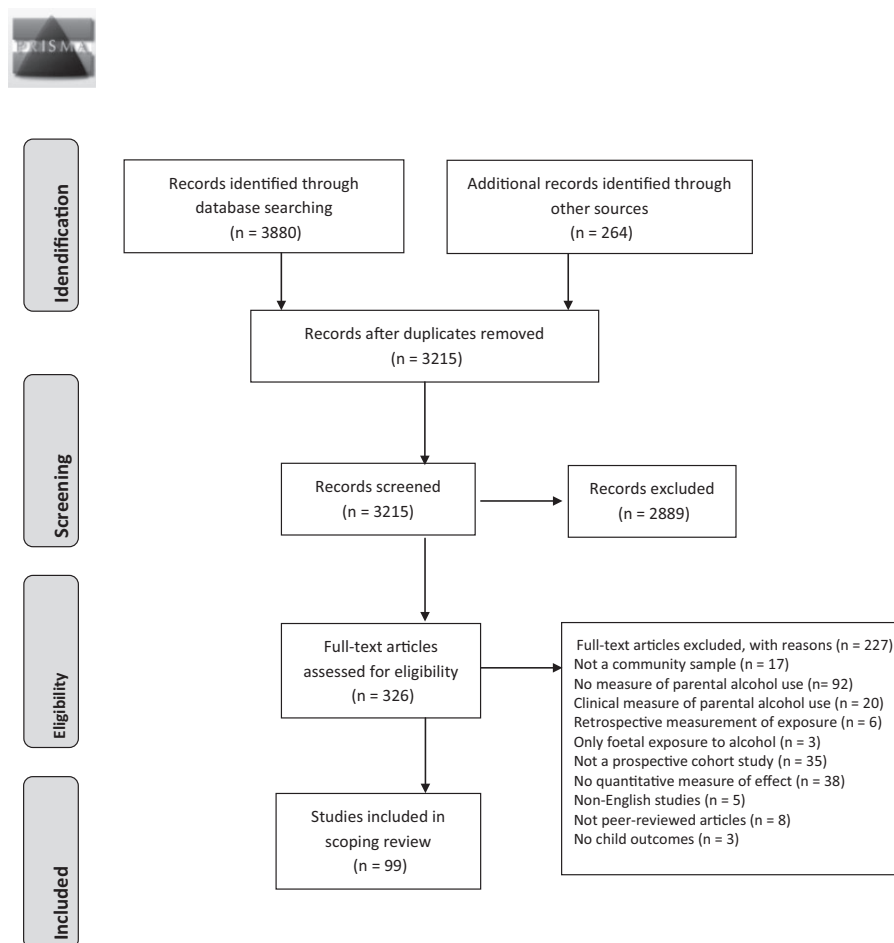 PRISMA
Idendification
Records identified through
database searching
(n = 3880)
Additional records identified through
other sources
(n = 264)
Records after duplicates removed
(n = 3215)
Screening
Records screened
(n = 3215)
Records excluded
(n = 2889)
Eligibility
Full-text articles
assessed for eligibility
(n = 326)
Full-text articles excluded, with reasons (n = 227)
Not a community sample (n = 17)
No measure of parental alcohol use (n= 92)
Clinical measure of parental alcohol use (n = 20)
Retrospective measurement of exposure (n = 6)
Only foetal exposure to alcohol (n = 3)
Not a prospective cohort study (n = 35)
No quantitative measure of effect (n = 38)
Non-English studies (n = 5)
Not peer-reviewed articles (n = 8)
No child outcomes (n = 3)
Included
Studies included in
scoping review
(n = 99)